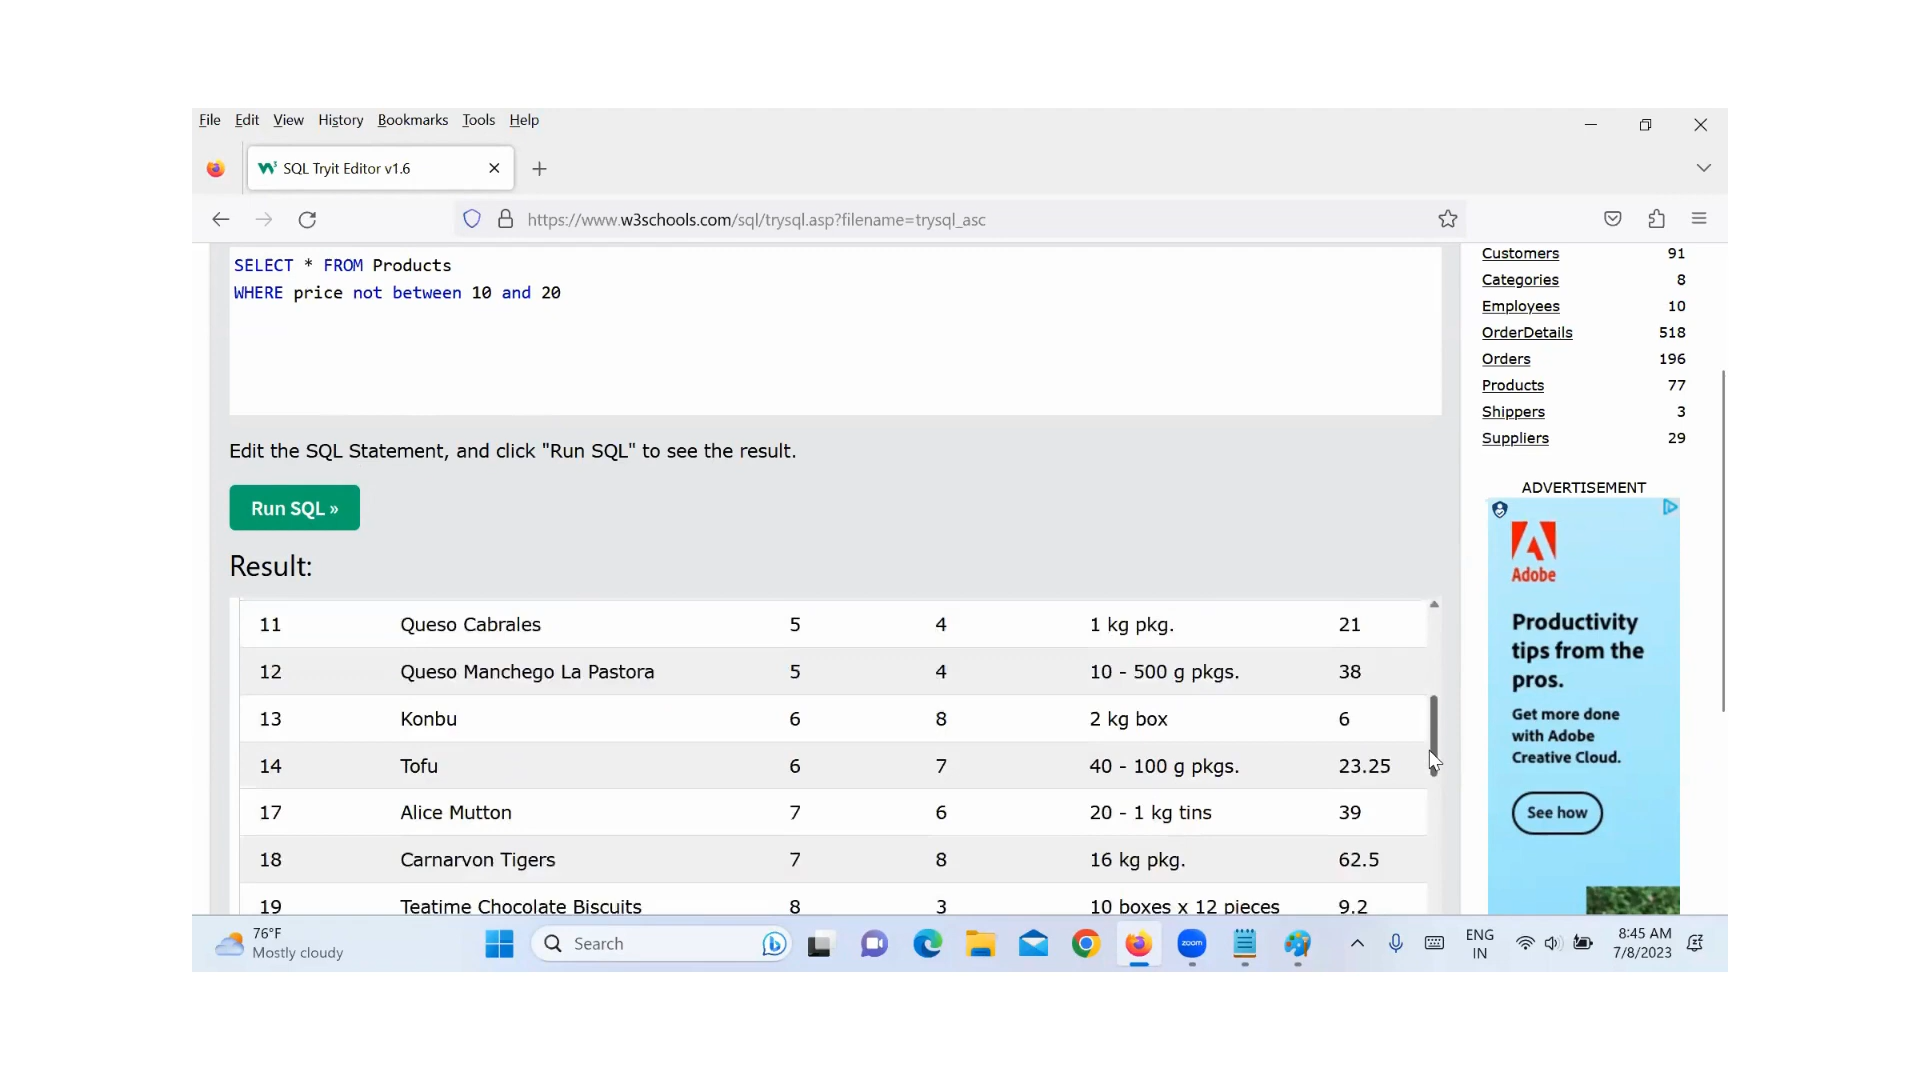 File Edit View History Bookmarks Tools Help
SQL Tryit Editor v1.6
https://www.w3schools.com/sql/trysql.asp?filename=trysql_asc
SELECT * FROM Products
WHERE price not between 10 and 20
Edit the SQL Statement, and click "Run SQL" to see the result.
Run SQL »
Result:
11 Queso Cabrales 5 4 1 kg pkg. 21
12 Queso Manchego La Pastora 5 4 10 - 500 g pkgs. 38
13 Konbu 6 8 2 kg box 6
14 Tofu 6 7 40 - 100 g pkgs. 23.25
17 Alice Mutton 7 6 20 - 1 kg tins 39
18 Carnarvon Tigers 7 8 16 kg pkg. 62.5
19 Teatime Chocolate Biscuits 8 3 10 boxes x 12 pieces 9.2
Customers 91
Categories 8
Employees 10
OrderDetails 518
Orders 196
Products 77
Shippers 3
Suppliers 29
ADVERTISEMENT
Adobe
Productivity
tips from the
pros.
Get more done
with Adobe
Creative Cloud.
See how
76°F
Mostly cloudy
Search
zoom
ENG
IN
8:45 AM
7/8/2023